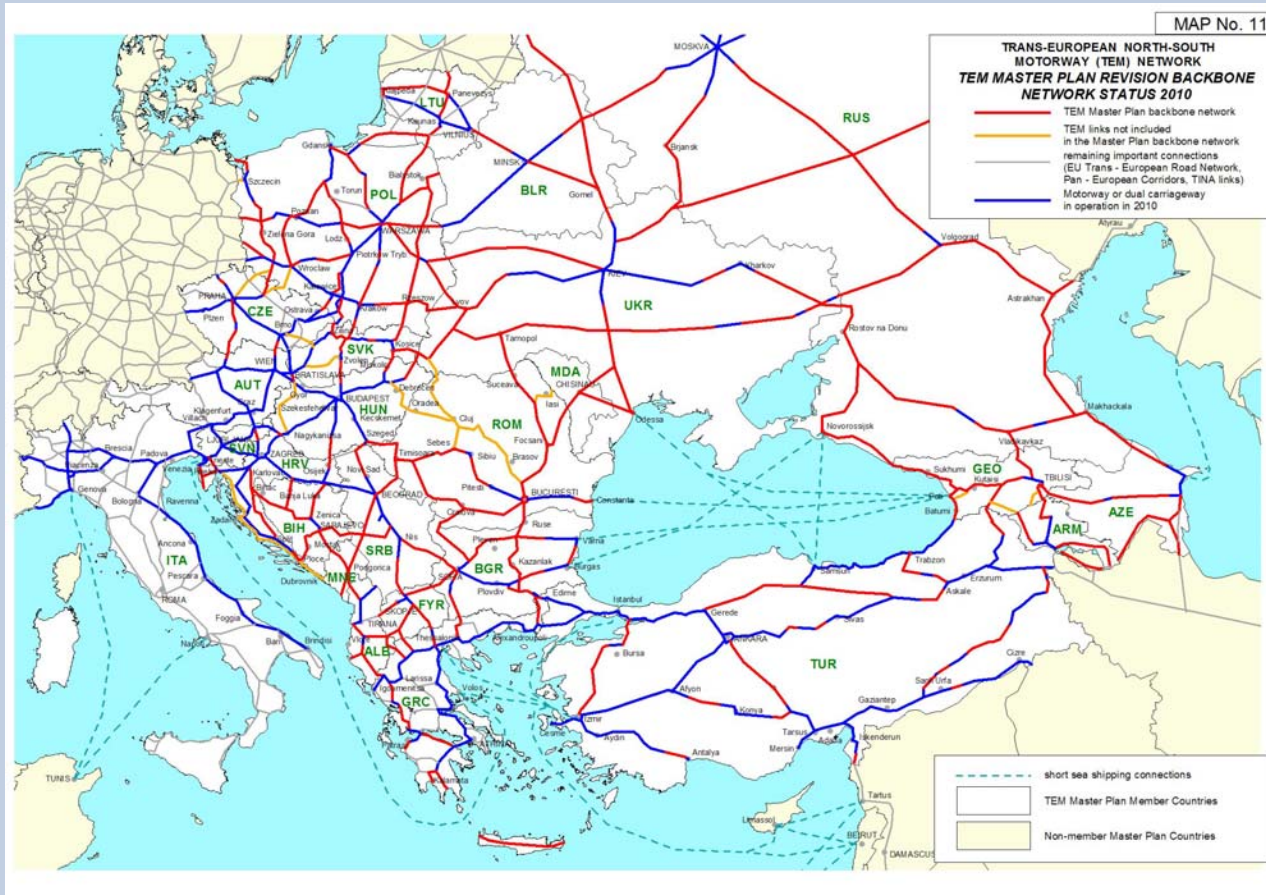 MAP No. 11
TRANS-EUROPEAN NORTH-SOUTH
MOTORWAY (TEM) NETWORK
TEM MASTER PLAN REVISION BACKBONE
NETWORK STATUS 2010
TEM Master Plan backbone network
TEM links not included
in the Master Plan backbone network
remaining important connections
(EU Trans - European Road Network,
Pan - European Corridors, TINA links)
Motorway or dual carriageway
in operation in 2010
MOSKVA
RUS
LTU
Panevezys
Kaunas
VILNIUS
Gdansk
MINSK
Brjansk
Bialystok
Szczecin
Torun
POL
BLR
Gomel
Poznan
WARSZAWA
Zielona Gora
Lodz
Piotrkow Tryb
Volgograd
Atyrau
Wroclaw
Katowice
Kharkov
Astrakhan
PRAHA
Rzeszow
Ostrava
Krakow
UKR
CZE
Plzen
Brno
Rostov na Donu
Tarnopol
SVK
Kosice
Zvolen
WIEN
BRATISLAVA
MDA
CHISINAU
Suceava
AUT
Debrecen
Gyor
BUDAPEST
Oradea
Iasi
Graz
Szekesfehervar
HUN
Kecskemet
Klagenfurt
Villach
Cluj
ROM
Odessa
Makhackala
Nagykanizsa
Szeged
Novorossijsk
Focsani
Sebes
Vladikavkaz
SVN
ZAGREB
Timisoara
Sibiu
Brasov
Brescia
Padova
HRV
Osijek
Novi Sad
Sukhumi
GEO
Kutaisi
TBILISI
Piacenza
Venezia
Karlovac
Bihac
Pitesti
BUCURESTI
Constanta
Poti
Batumi
Genova
Bologna
Ravenna
Banja Luka
BEOGRAD
Craiova
AZE
Zenica
BIH
SARAJEVO
Ruse
ARM
Zadar
Split
Mostar
SRB
Nis
Pleven
Varna
Ancona
ITA
Ploce
Kazanlak
BGR
Burgas
Samsun
Trabzon
Pescara
Dubrovnik
MNE
Podgorica
SOFIA
Plovdiv
Edirne
Erzurum
Askale
ROMA
FYR
SKOPJE
Istanbul
Gerede
Foggia
TIRANA
Sivas
Napoli
Bari
Brindisi
Vlore
Thessaloniki
Alexandroupoli
ANKARA
ALB
Bursa
TUR
Cizre
Larissa
Igoumenitsa
Volos
Afyon
Sanli Urfa
GRC
Izmir
Konya
Gaziantep
Cesme
Tarsus
Adana
Iskenderun
Patras
ATHINA
Aydin
Antalya
Mersin
TUNIS
Kalamata
Limassol
Tartus
BEIRUT
DAMASCUS
short sea shipping connections
TEM Master Plan Member Countries
Non-member Master Plan Countries